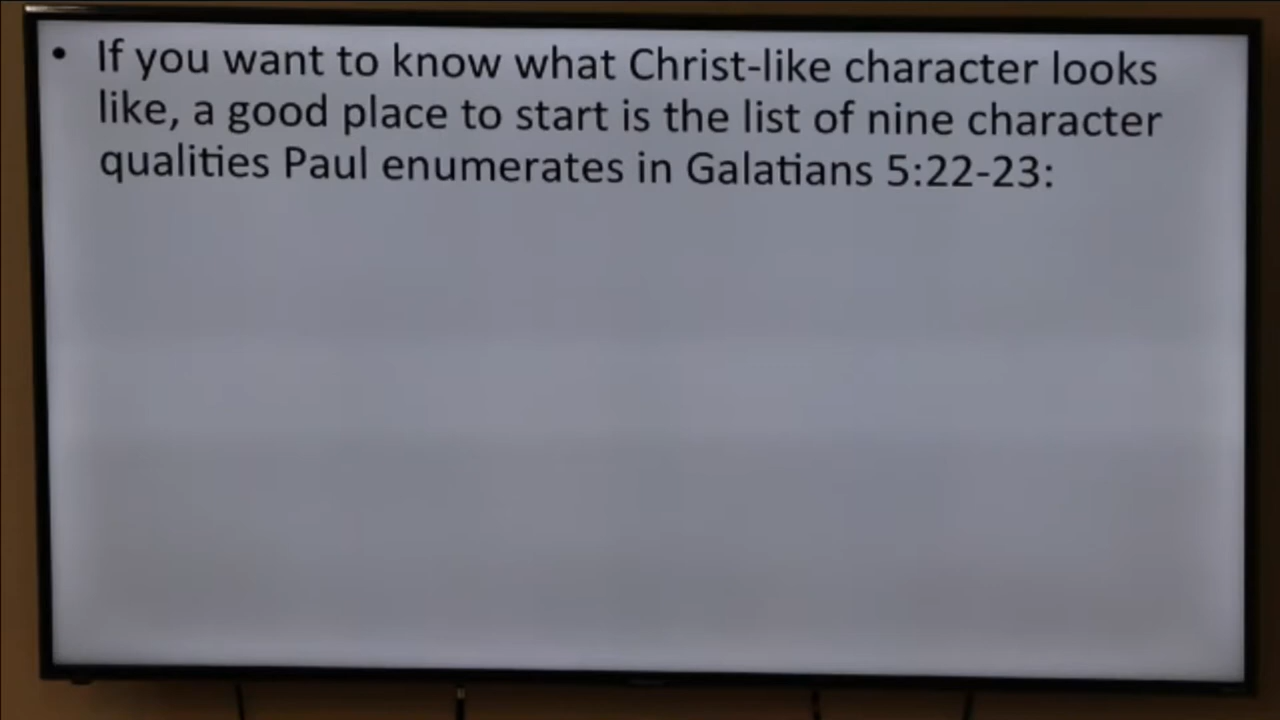 • If you want to know what Christ-like character looks
like, a good place to start is the list of nine character
qualities Paul enumerates in Galatians 5:22-23: